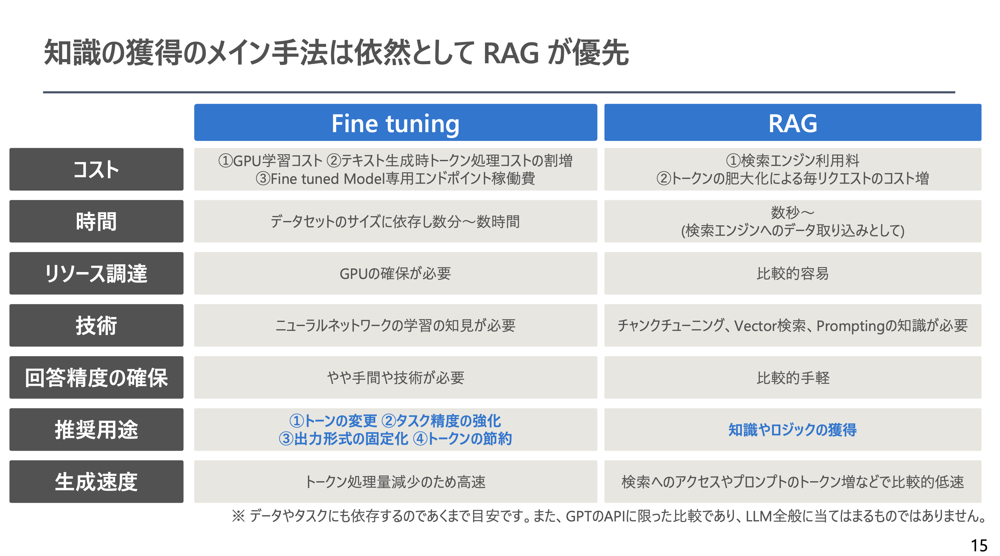 知識の獲得のメイン手法は依然として RAG が優先
Fine tuning
RAG
コスト
①GPU学習コスト ②テキスト生成時トークン処理コストの割増
③Fine tuned Model専用エンドポイント稼働費
①検索エンジン利用料
②トークンの肥大化による毎リクエストのコスト増
時間
データセットのサイズに依存し数分～数時間
数秒～
(検索エンジンへのデータ取り込みとして)
リソース調達
GPUの確保が必要
比較的容易
技術
ニューラルネットワークの学習の知見が必要
チャンクチューニング、Vector検索、Promptingの知識が必要
回答精度の確保
やや手間や技術が必要
比較的手軽
推奨用途
①トーンの変更 ②タスク精度の強化
③出力形式の固定化 ④トークンの節約
知識やロジックの獲得
生成速度
トークン処理量減少のため高速
検索へのアクセスやプロンプトのトークン増などで比較的低速
※ データやタスクにも依存するのであくまで目安です。また、GPTのAPIに限った比較であり、LLM全般に当てはまるものではありません。
15